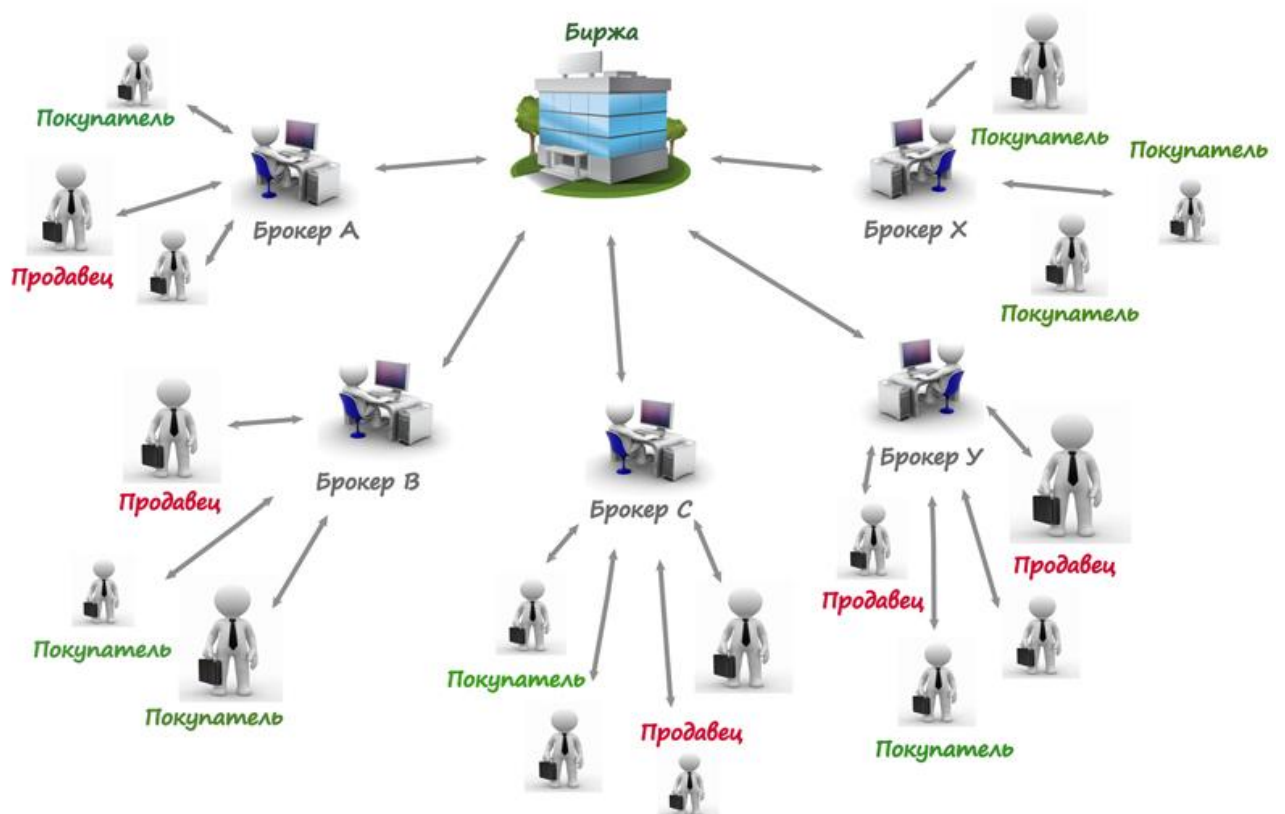 Биржа
Покупатель
Продавец
Брокер А
Покупатель
Покупатель
Брокер Х
Покупатель
Продавец
Брокер В
Покупатель
Покупатель
Брокер С
Покупатель
Продавец
Брокер У
Продавец
Продавец
Покупатель